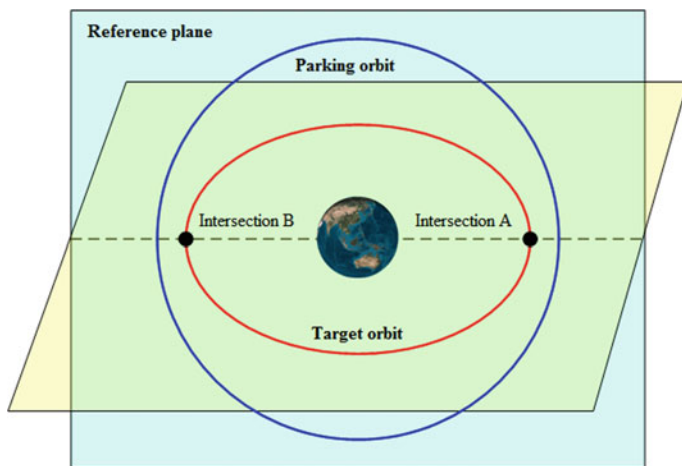 Reference plane
Parking orbit
Intersection B
Intersection A
Target orbit